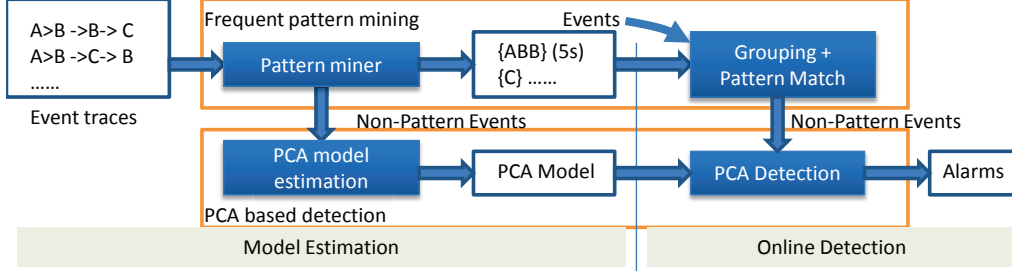 A>B ->B-> C
A>B ->C-> B
......
Event traces
Frequent pattern mining
Pattern miner
{ABB} (5s)
{C} ......
Events
Grouping +
Pattern Match
Non-Pattern Events
Non-Pattern Events
PCA model
estimation
PCA Model
PCA Detection
Alarms
PCA based detection
Model Estimation
Online Detection